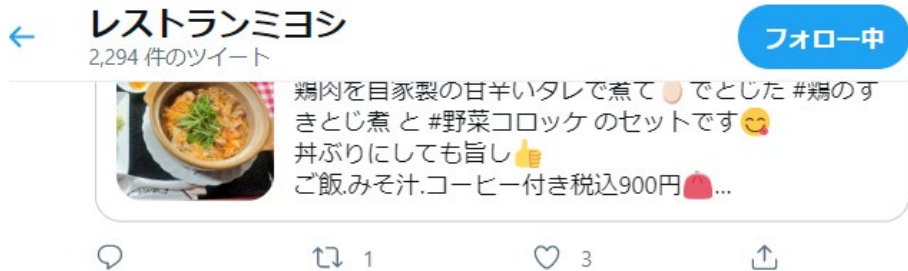 レストランミヨシ
2,294 件のツイート
フォロー中
鶏肉を自家製の甘辛いタレで煮て🥚でとじた #鶏のす
きとじ煮 と #野菜コロッケ のセットです😋
丼ぶりにしても旨し👍
ご飯.みそ汁.コーヒー付き税込900円👛...
1
3